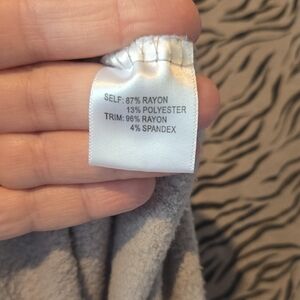 SELF: 87% RAYON
13% POLYESTER
TRIM: 96% RAYON
4% SPANDEX